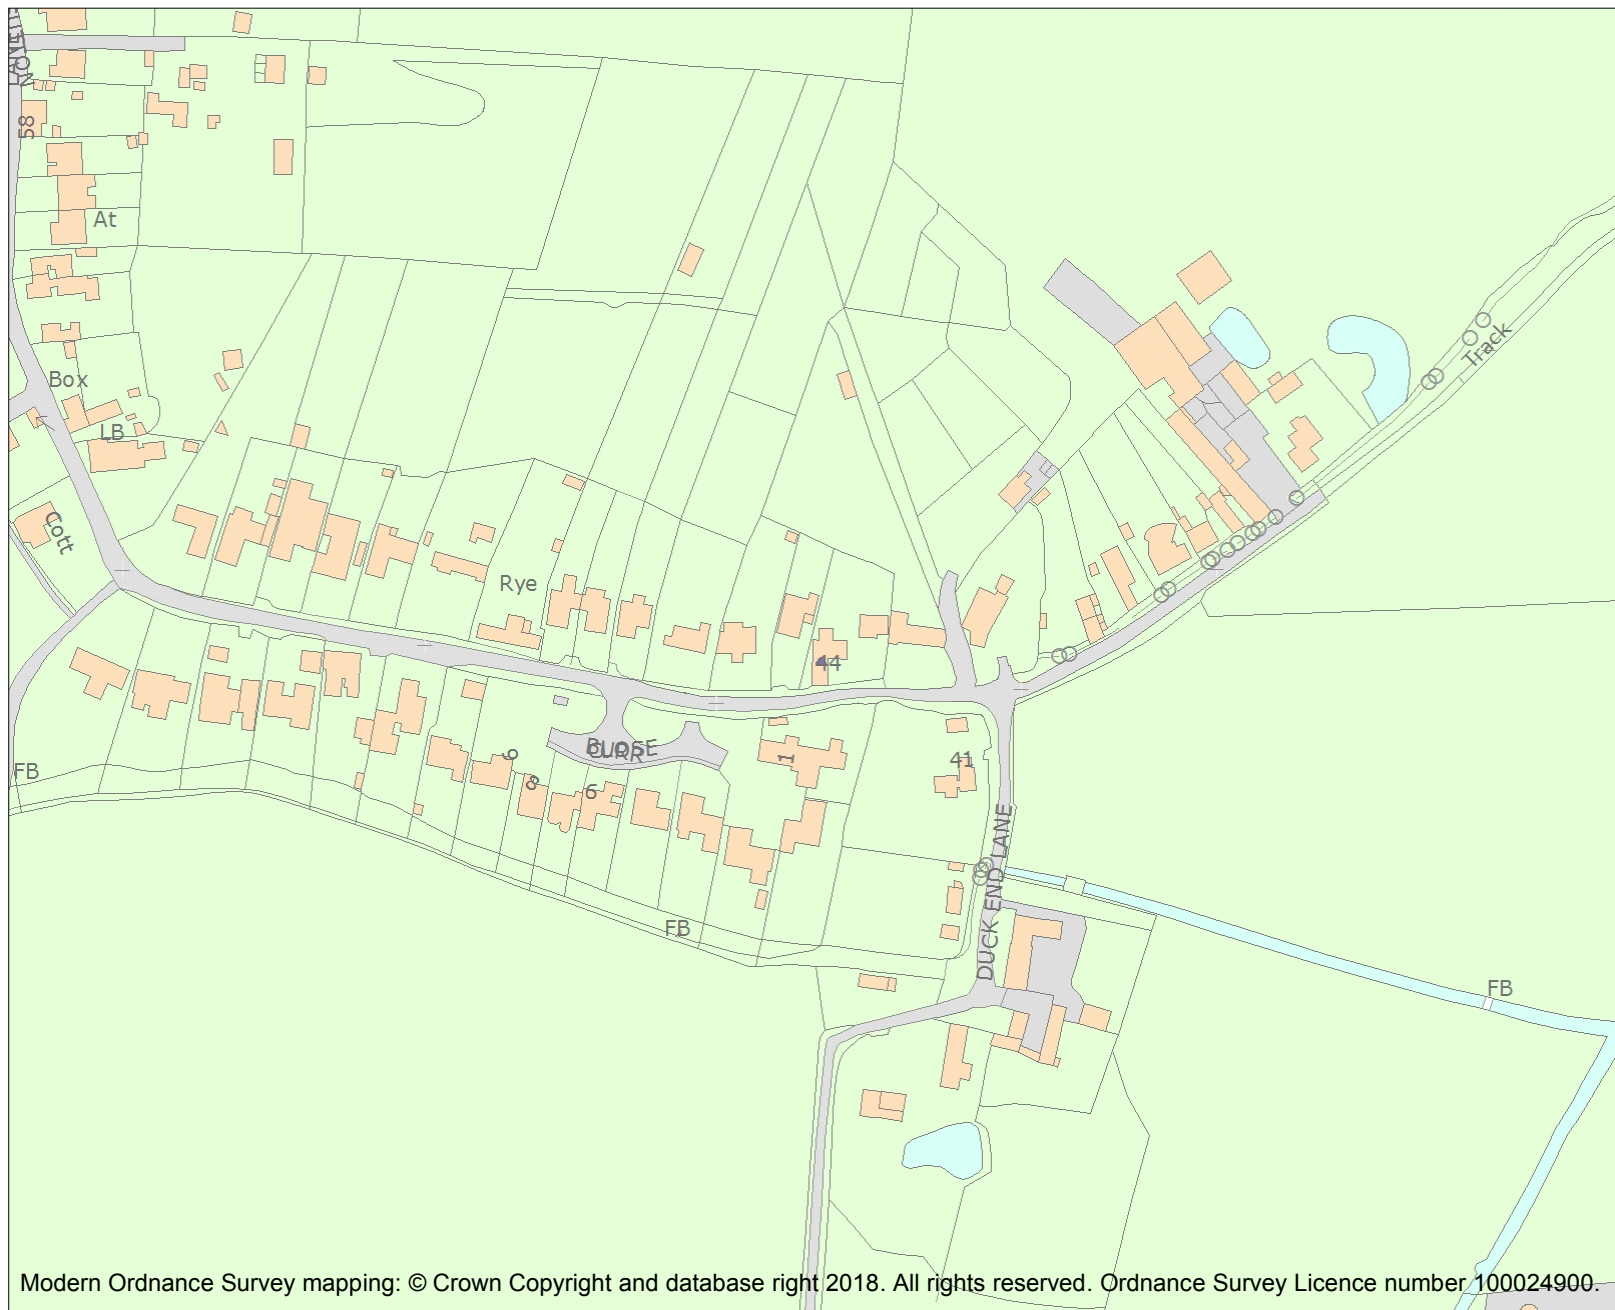 58
At
Track
Box
LB
Cott
Rye
44
CLOSE
BURR
1
41
9
8
6
FB
DUCK END LANE
FB
FB
Modern Ordnance Survey mapping: © Crown Copyright and database right 2018. All rights reserved. Ordnance Survey Licence number 100024900.